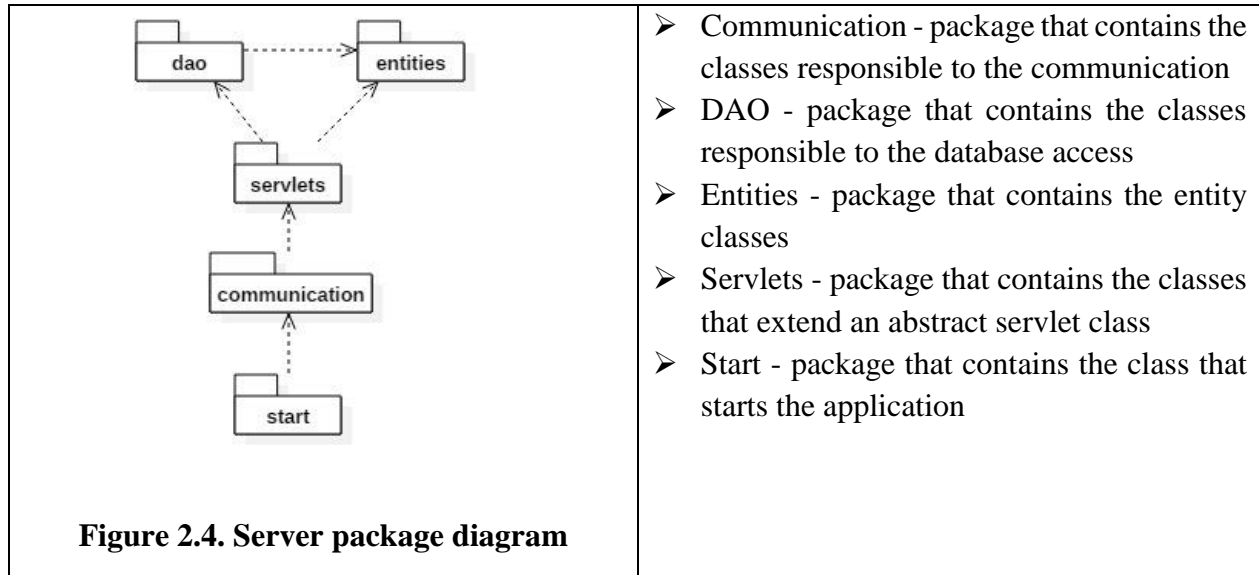 dao
entities
servlets
communication
start
Figure 2.4. Server package diagram
➢ Communication - package that contains the
classes responsible to the communication
➢ DAO - package that contains the classes
responsible to the database access
➢ Entities - package that contains the entity
classes
➢ Servlets - package that contains the classes
that extend an abstract servlet class
➢ Start - package that contains the class that
starts the application